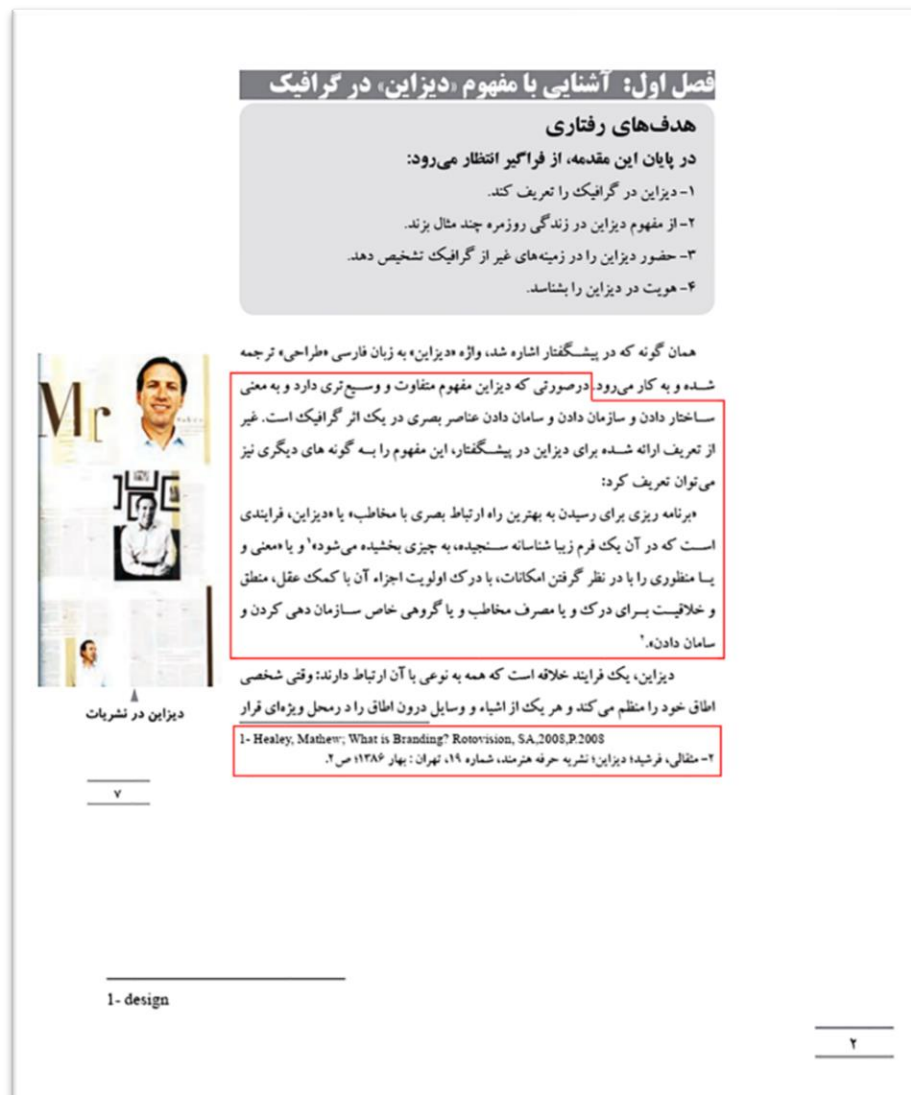 فصل اول: آشنایی با مفهوم «دیزاین» در گرافیک
هدف‌های رفتاری
در پایان این مقدمه، از فراگیر انتظار می‌رود:
۱- دیزاین در گرافیک را تعریف کند.
۲- از مفهوم دیزاین در زندگی روزمره چند مثال بزند.
۳- حضور دیزاین را در زمینه‌های غیر از گرافیک تشخیص دهد.
۴- هویت در دیزاین را بشناسد.
همان گونه که در پیشگفتار اشاره شد، واژه «دیزاین» به زبان فارسی «طراحی» ترجمه
شده و به کار می‌رود. درصورتی که دیزاین مفهوم متفاوت و وسیع‌تری دارد و به معنی
ساختار دادن و سازمان دادن و سامان دادن عناصر بصری در یک اثر گرافیک است. غیر
از تعریف ارائه شده برای دیزاین در پیشگفتار، این مفهوم را به گونه های دیگری نیز
می‌توان تعریف کرد:
«برنامه ریزی برای رسیدن به بهترین راه ارتباط بصری با مخاطب» یا «دیزاین، فرایندی
است که در آن یک فرم زیبا شناسانه سنجیده، به چیزی بخشیده می‌شود»۱ و یا «معنی و
یا منظوری را با در نظر گرفتن امکانات، با درک اولویت اجزاء آن با کمک عقل، منطق
و خلاقیت برای درک و یا مصرف مخاطب و یا گروهی خاص سازمان دهی کردن و
سامان دادن».۲
دیزاین، یک فرایند خلاقه است که همه به نوعی با آن ارتباط دارند: وقتی شخصی
اطاق خود را منظم می‌کند و هر یک از اشیاء و وسایل درون اطاق را د رمحل ویژه‌ای قرار
Mr
دیزاین در نشریات
1- Healey, Mathew; What is Branding? Rotovision, SA,2008,P.2008
۲- مثقالی، فرشید؛ دیزاین؛ نشریه حرفه هنرمند، شماره ۱۹، تهران : بهار ۱۳۸۶؛ ص ۲.
۷
1- design
۲